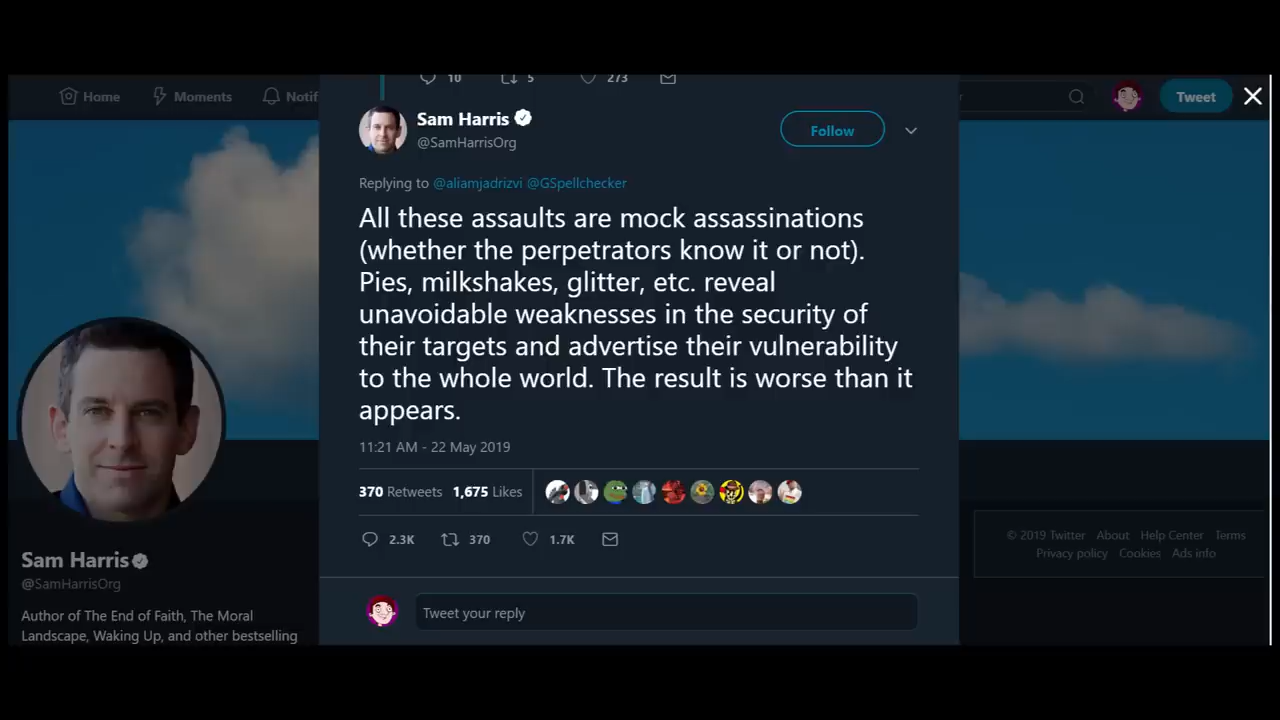 10 5 273
Home Moments Notif
Tweet
Sam Harris
@SamHarrisOrg
Follow
Replying to @aliamjadrizvi @GSpellchecker
All these assaults are mock assassinations
(whether the perpetrators know it or not).
Pies, milkshakes, glitter, etc. reveal
unavoidable weaknesses in the security of
their targets and advertise their vulnerability
to the whole world. The result is worse than it
appears.
11:21 AM - 22 May 2019
370 Retweets 1,675 Likes
2.3K 370 1.7K
Tweet your reply
Sam Harris
@SamHarrisOrg
Author of The End of Faith, The Moral
Landscape, Waking Up, and other bestselling
© 2019 Twitter About Help Center Terms
Privacy policy Cookies Ads info